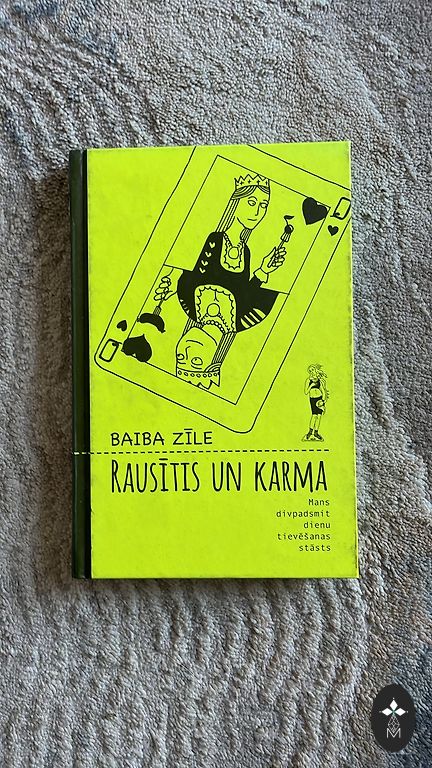 Q
BAIBA ZĪLE
RAUSĪTIS UN KARMA
Mans
divpadsmit
dienu
tievēšanas
stāsts
M